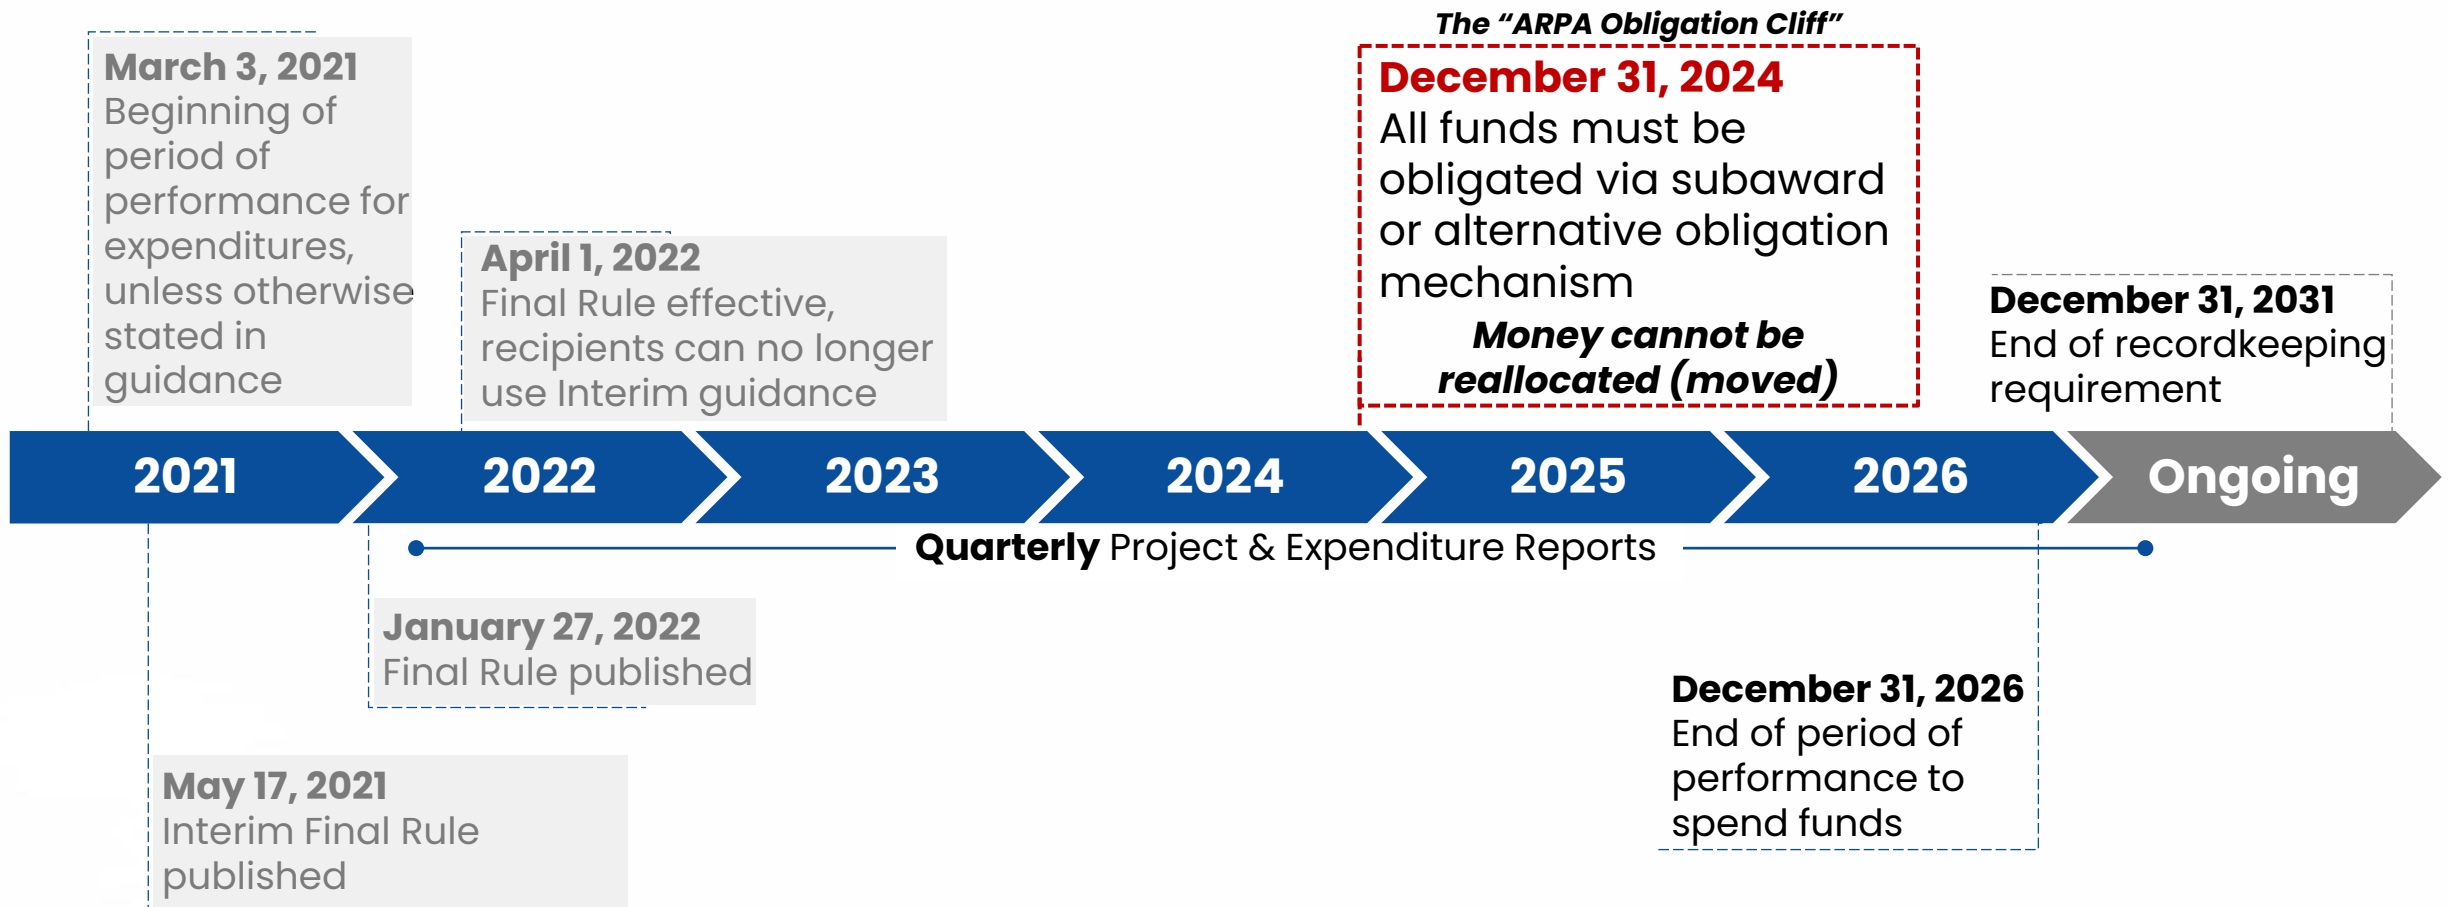 The “ARPA Obligation Cliff”
March 3, 2021
Beginning of
period of
performance for
expenditures,
unless otherwise
stated in
guidance
April 1, 2022
Final Rule effective,
recipients can no longer
use Interim guidance
December 31, 2024
All funds must be
obligated via subaward
or alternative obligation
mechanism
Money cannot be
reallocated (moved)
December 31, 2031
End of recordkeeping
requirement
2021
2022
2023
2024
2025
2026
Ongoing
Quarterly Project & Expenditure Reports
January 27, 2022
Final Rule published
May 17, 2021
Interim Final Rule
published
December 31, 2026
End of period of
performance to
spend funds